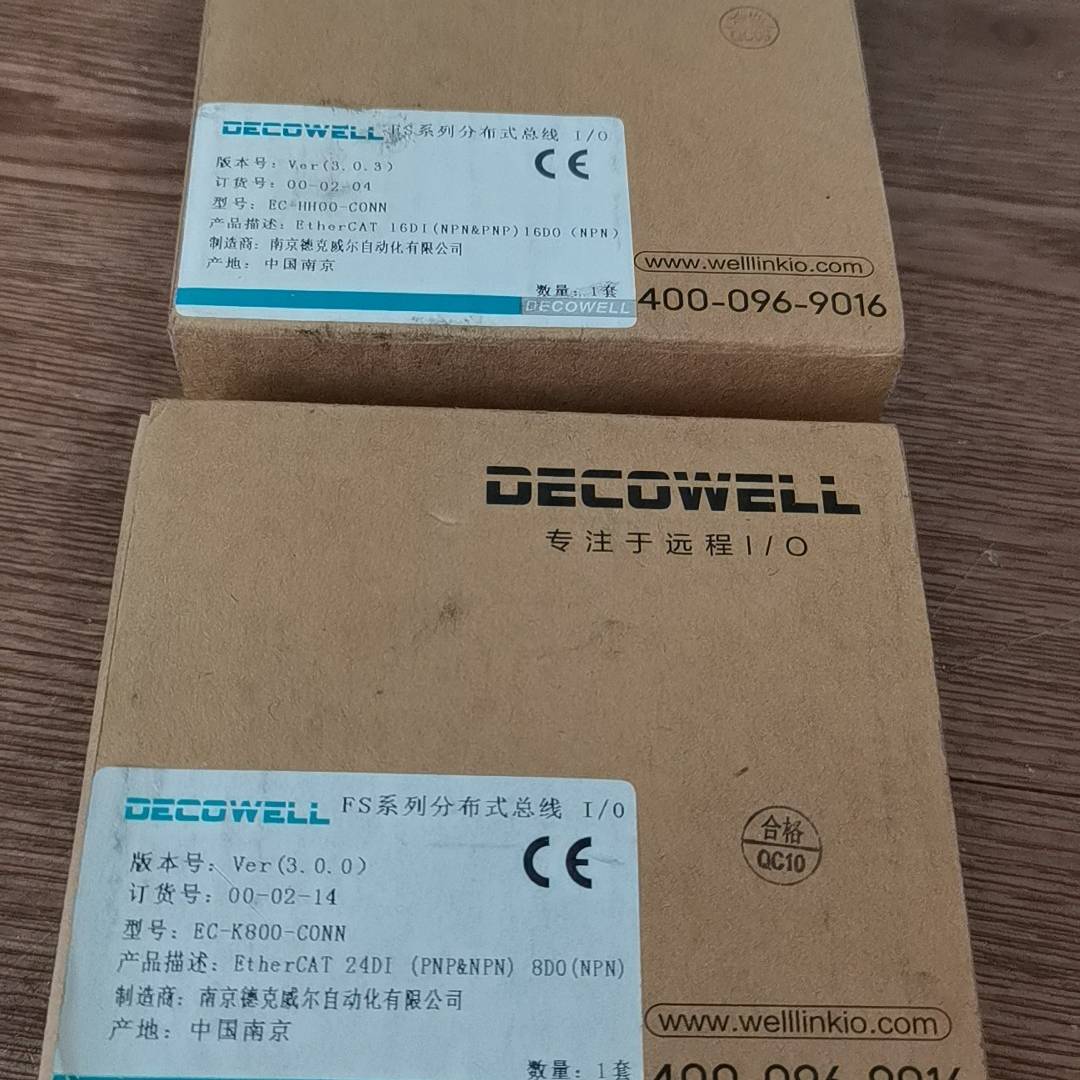 DECOWELL FS系列分布式总线 I/O
版本号: Ver(3.0.3)
订货号: 00-02-04
型号: EC-HH00-CONN
产品描述: EtherCAT 16DI(NPN&PNP)16DO (NPN)
制造商: 南京德克威尔自动化有限公司
产地: 中国南京
数量: 1套
DECOWELL
CE
www.welllinkio.com
400-096-9016
DECOWELL
专注于远程I/O
DECOWELL FS系列分布式总线 I/O
版本号: Ver(3.0.0)
订货号: 00-02-14
型号: EC-K800-CONN
产品描述: EtherCAT 24DI (PNP&NPN) 8DO(NPN)
制造商: 南京德克威尔自动化有限公司
产地: 中国南京
数量: 1套
CE
合格
QC10
www.welllinkio.com
400-096-9016